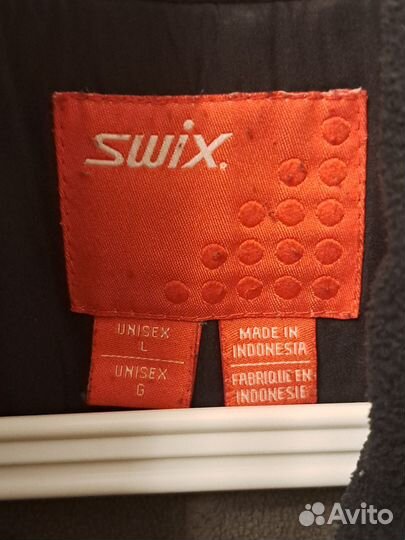 SWIX.
UNISEX
L
UNISEX
G
MADE IN
INDONESIA
FABRIQUE EN
INDONESIE
Avito